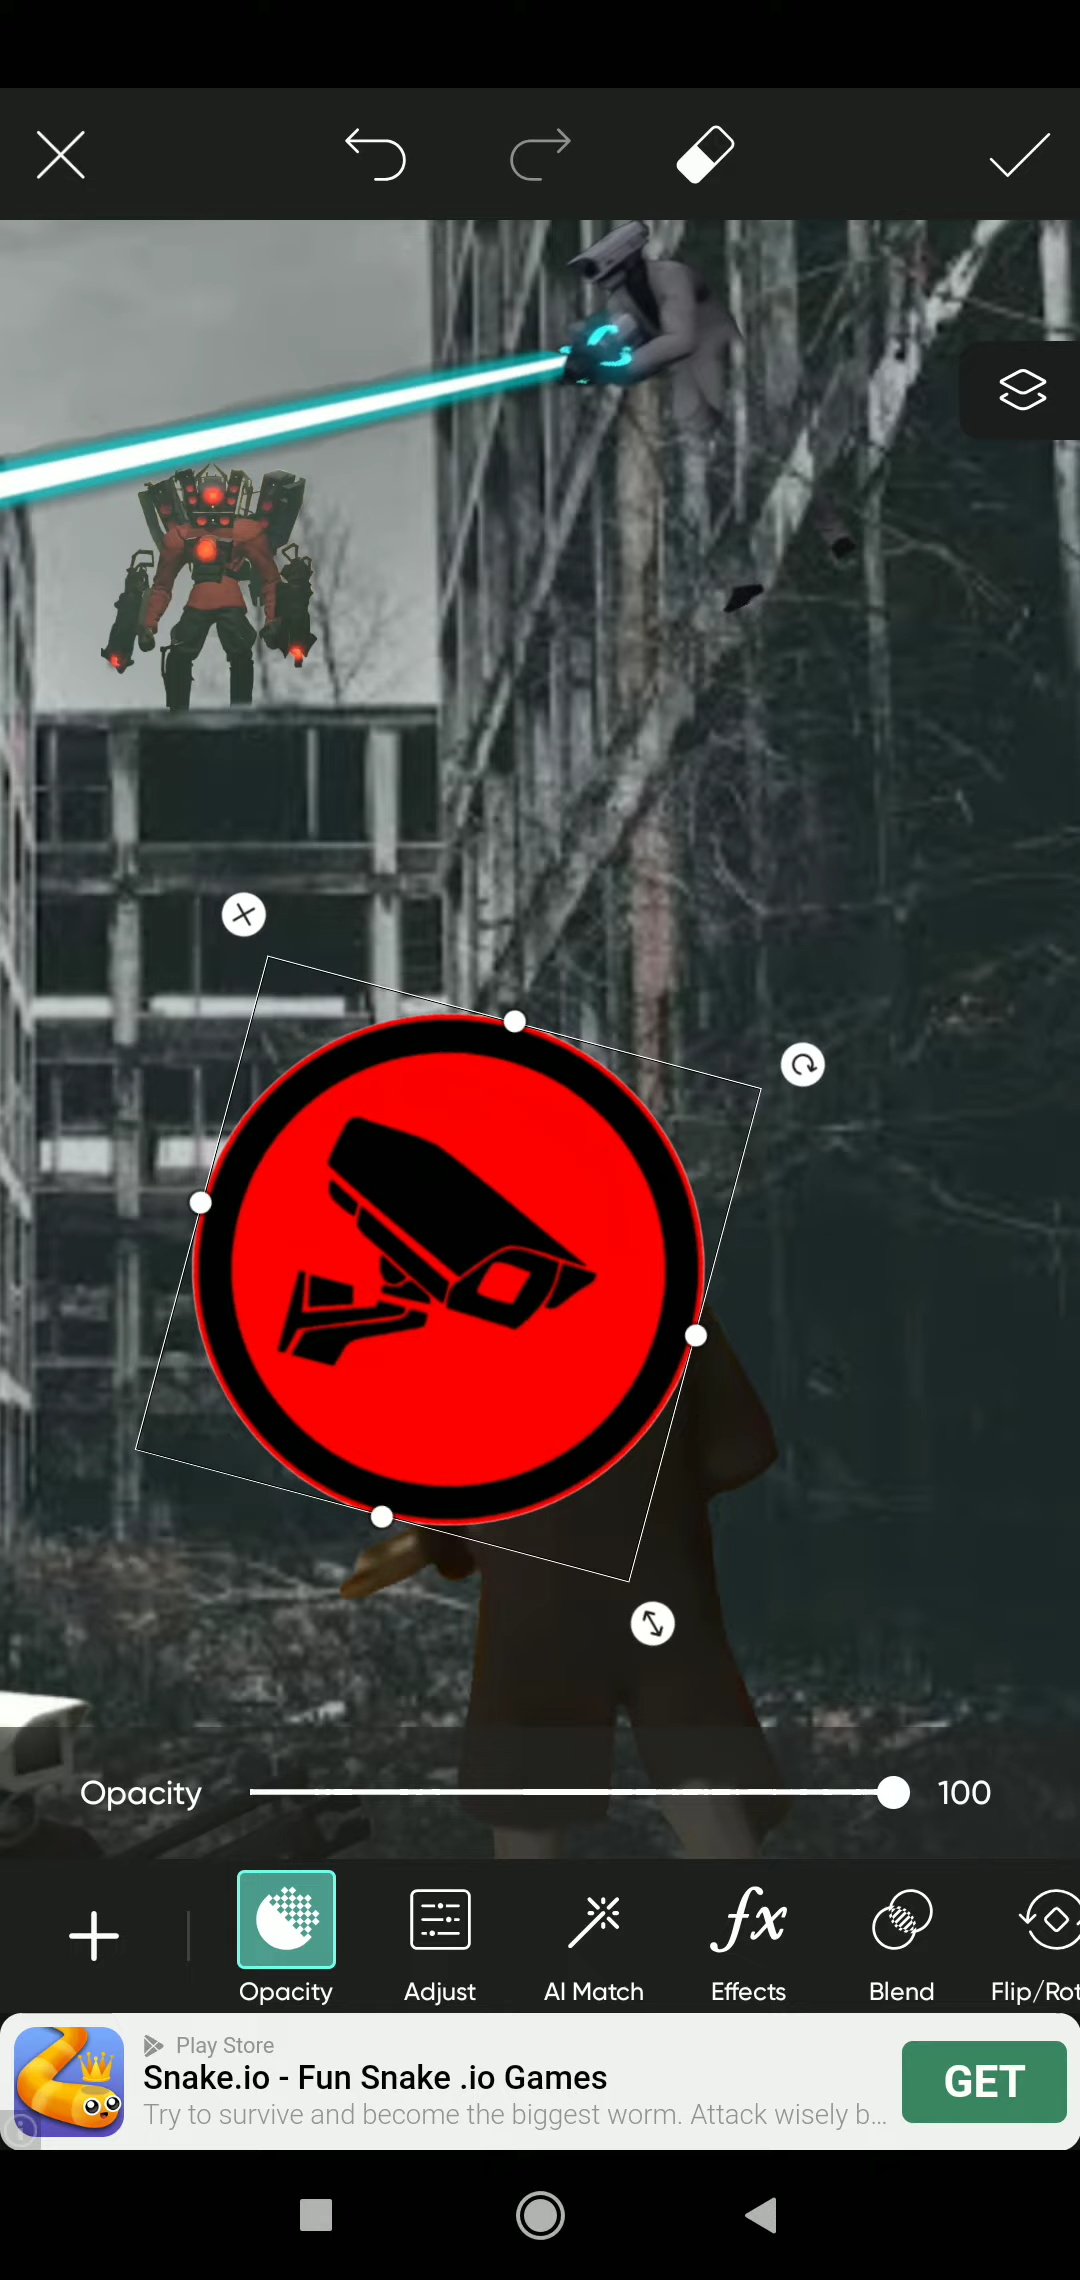 Opacity
100
Opacity
Adjust
AI Match
Effects
Blend
Flip/Rot
Play Store
Snake.io - Fun Snake .io Games
Try to survive and become the biggest worm. Attack wisely b...
GET